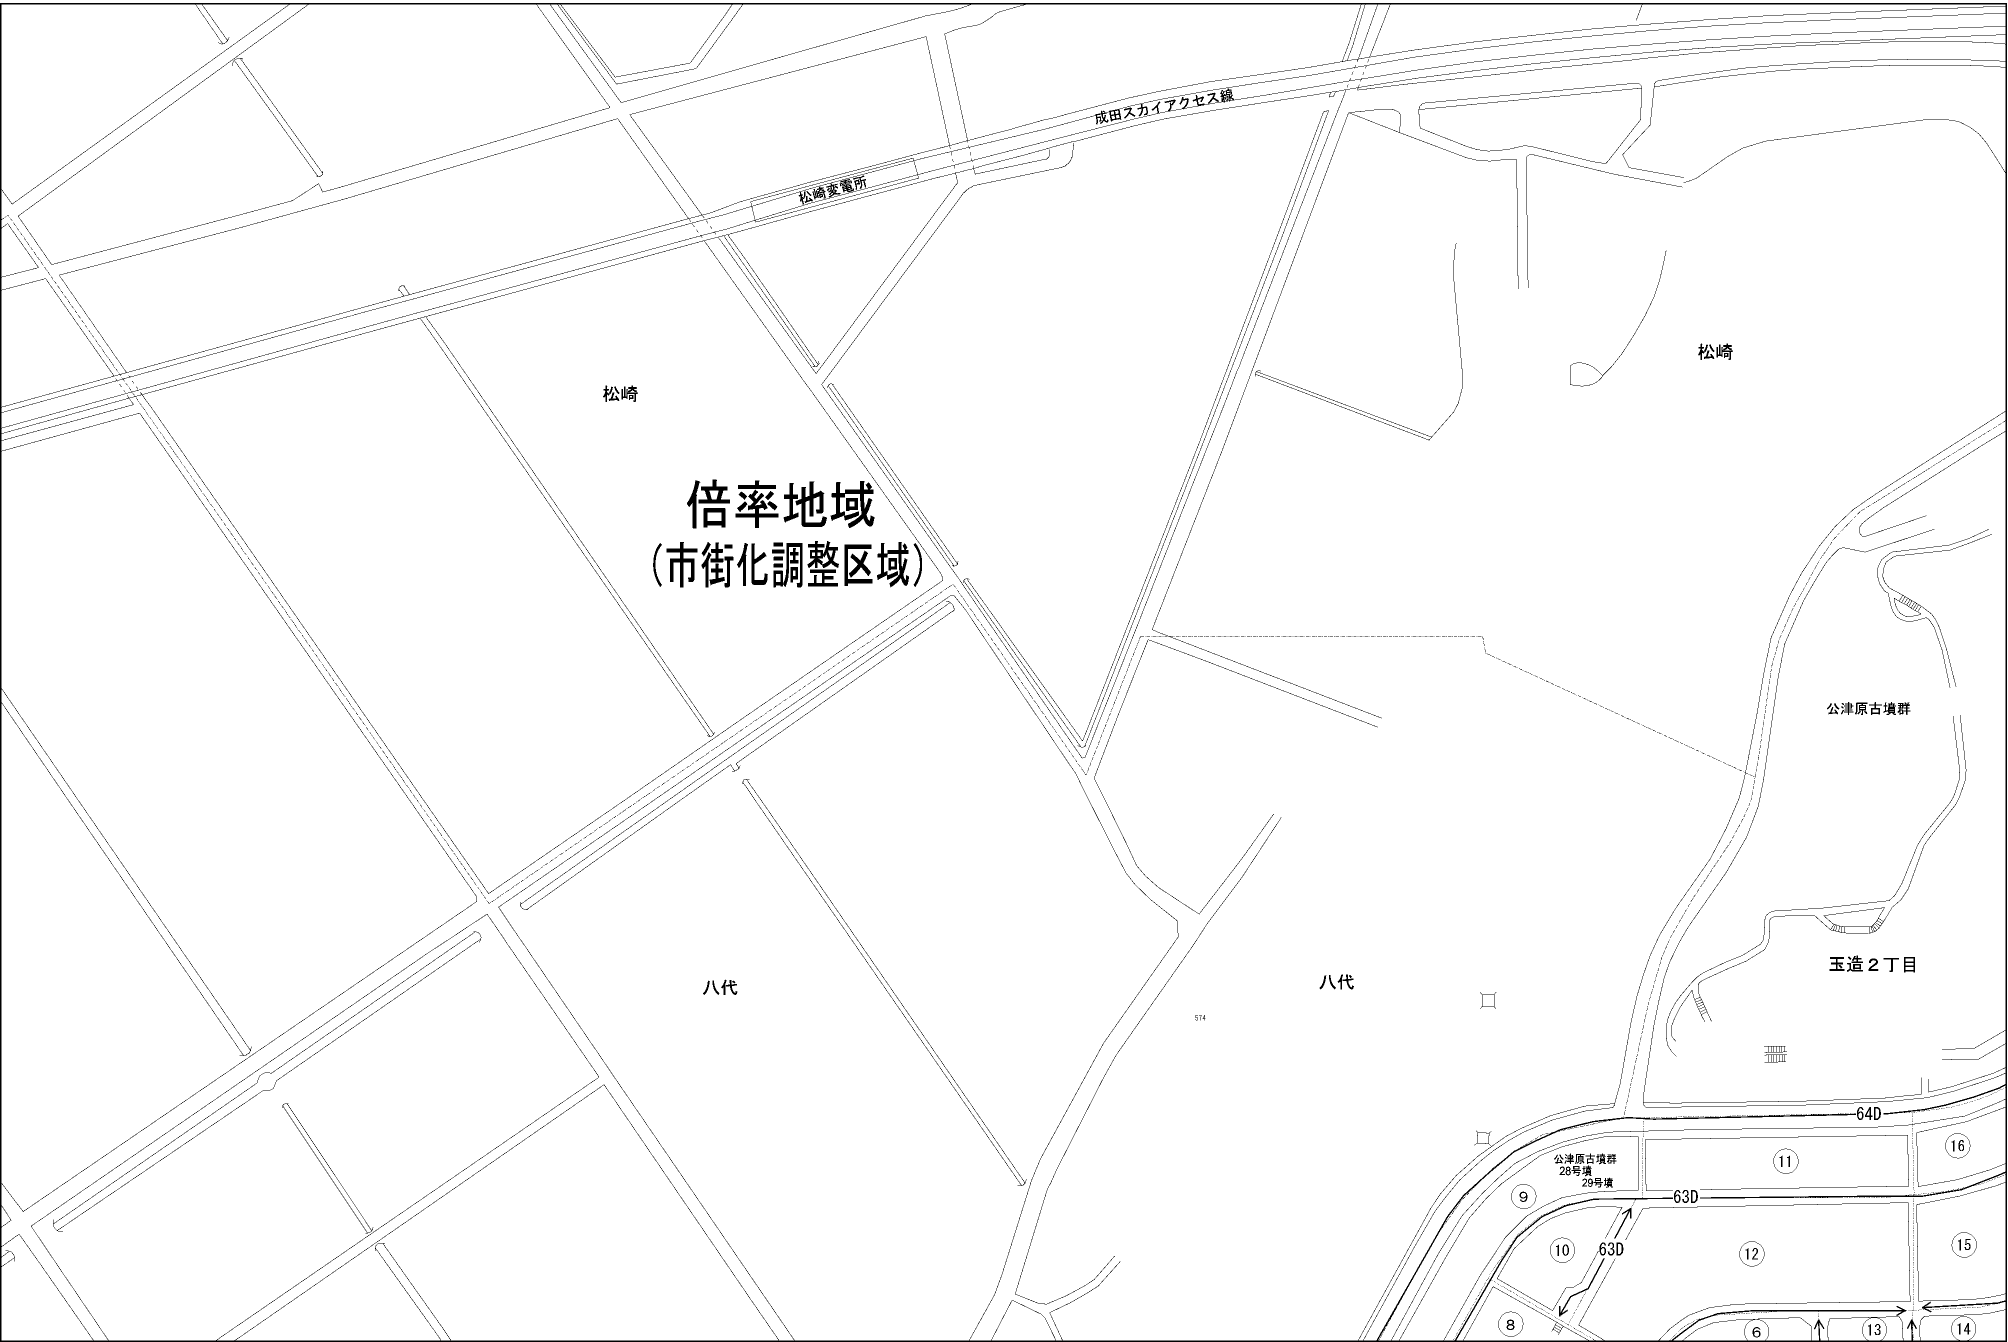 成田スカイアクセス線
松崎変電所
松崎
松崎
倍率地域
（市街化調整区域）
公津原古墳群
玉造２丁目
八代
八代
574
64D
16
公津原古墳群
28号墳
29号墳
11
9
63D
10
63D
12
15
8
6
13
14